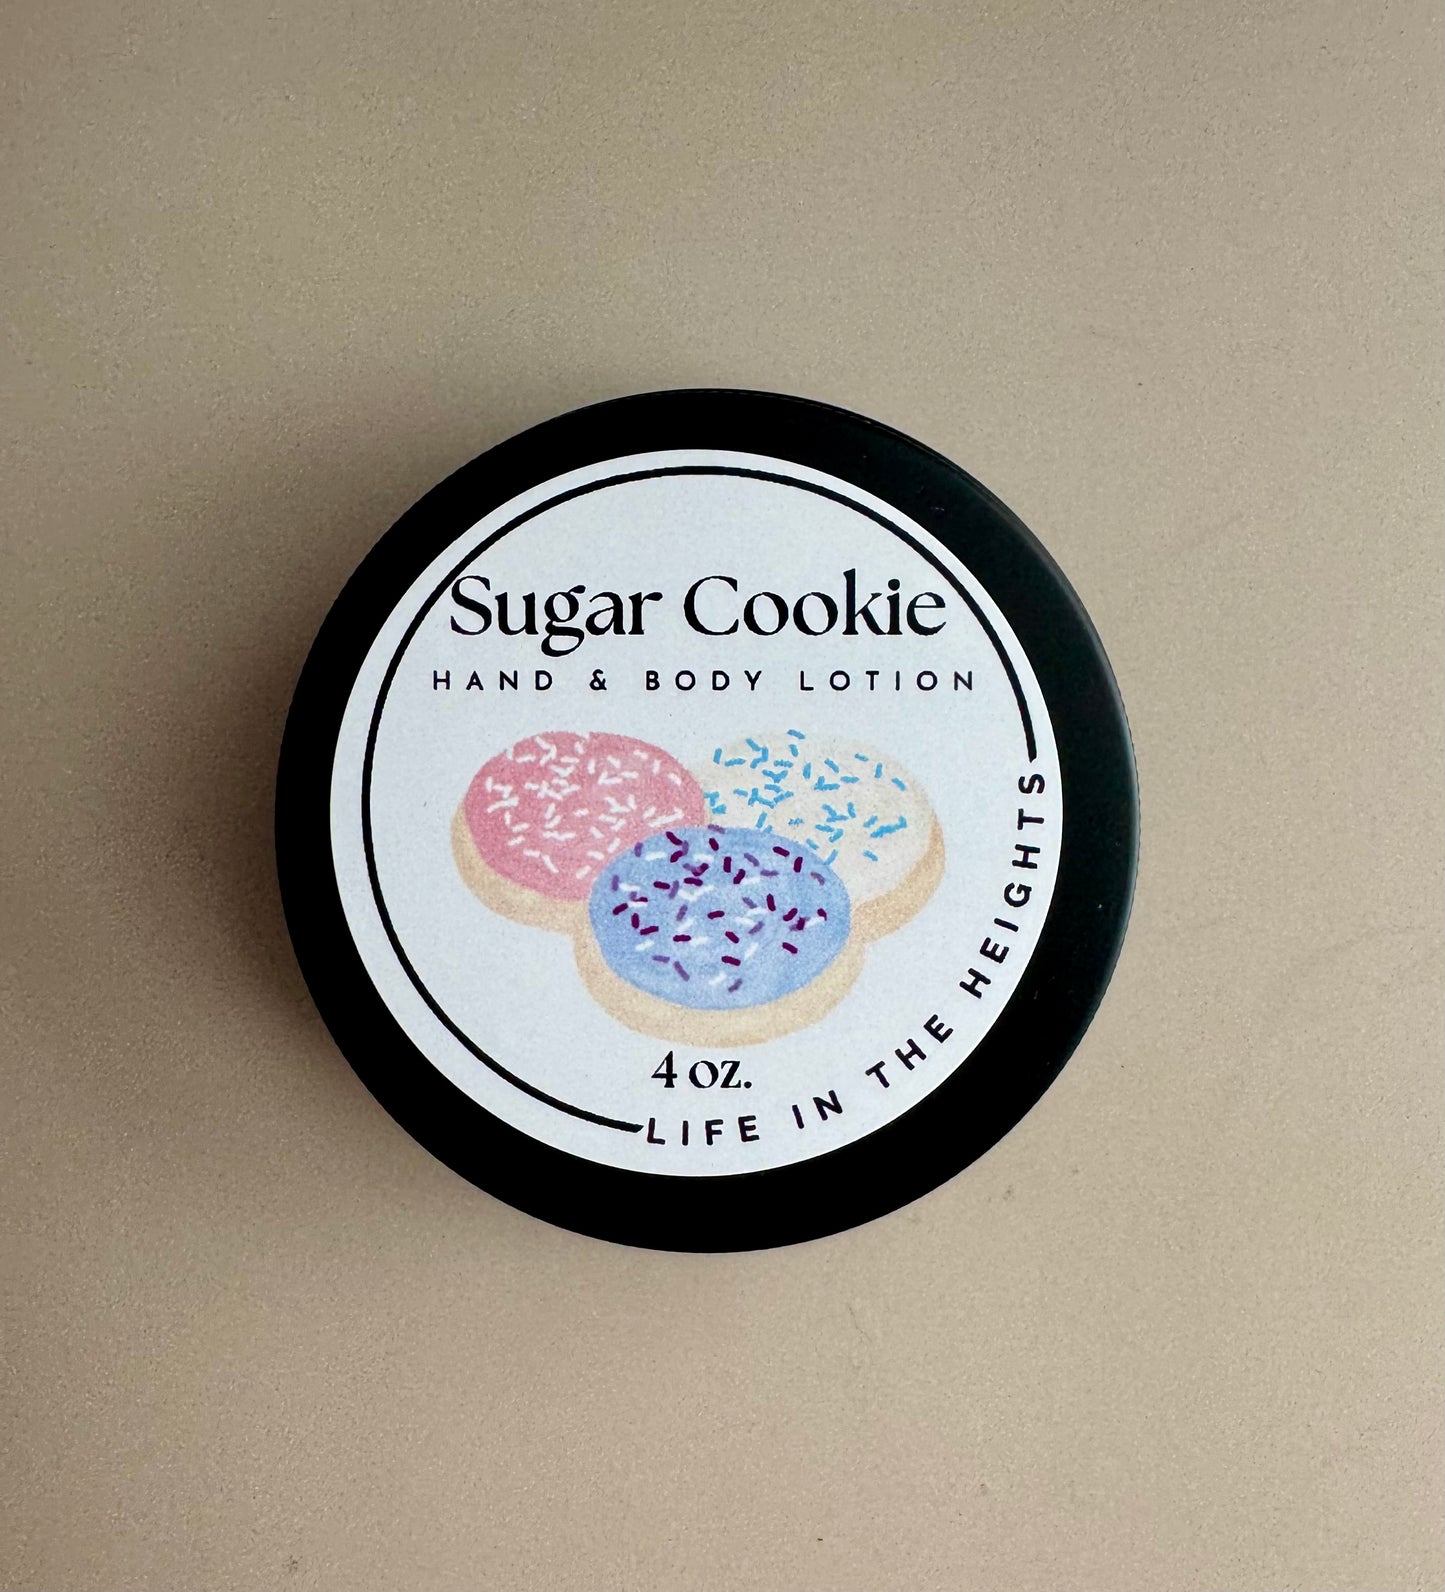 Sugar Cookie
HAND & BODY LOTION
4 oz.
LIFE IN THE HEIGHTS